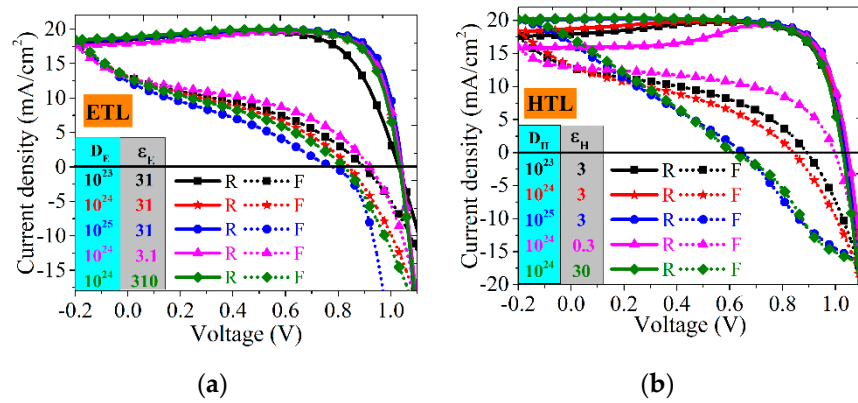 Current density (mA/cm²)
20
15
10
5
0
-5
-10
-15
ETL
D_E ε_E
10²³ 31 R F
10²⁴ 31 R F
10²⁵ 31 R F
10²⁴ 3.1 R F
10²⁴ 310 R F
-0.2 0.0 0.2 0.4 0.6 0.8 1.0
Voltage (V)
(a)
Current density (mA/cm²)
20
15
10
5
0
-5
-10
-15
-20
HTL
D_H ε_H
10²³ 3 R F
10²⁴ 3 R F
10²⁵ 3 R F
10²⁴ 0.3 R F
10²⁴ 30 R F
-0.2 0.0 0.2 0.4 0.6 0.8 1.0
Voltage (V)
(b)